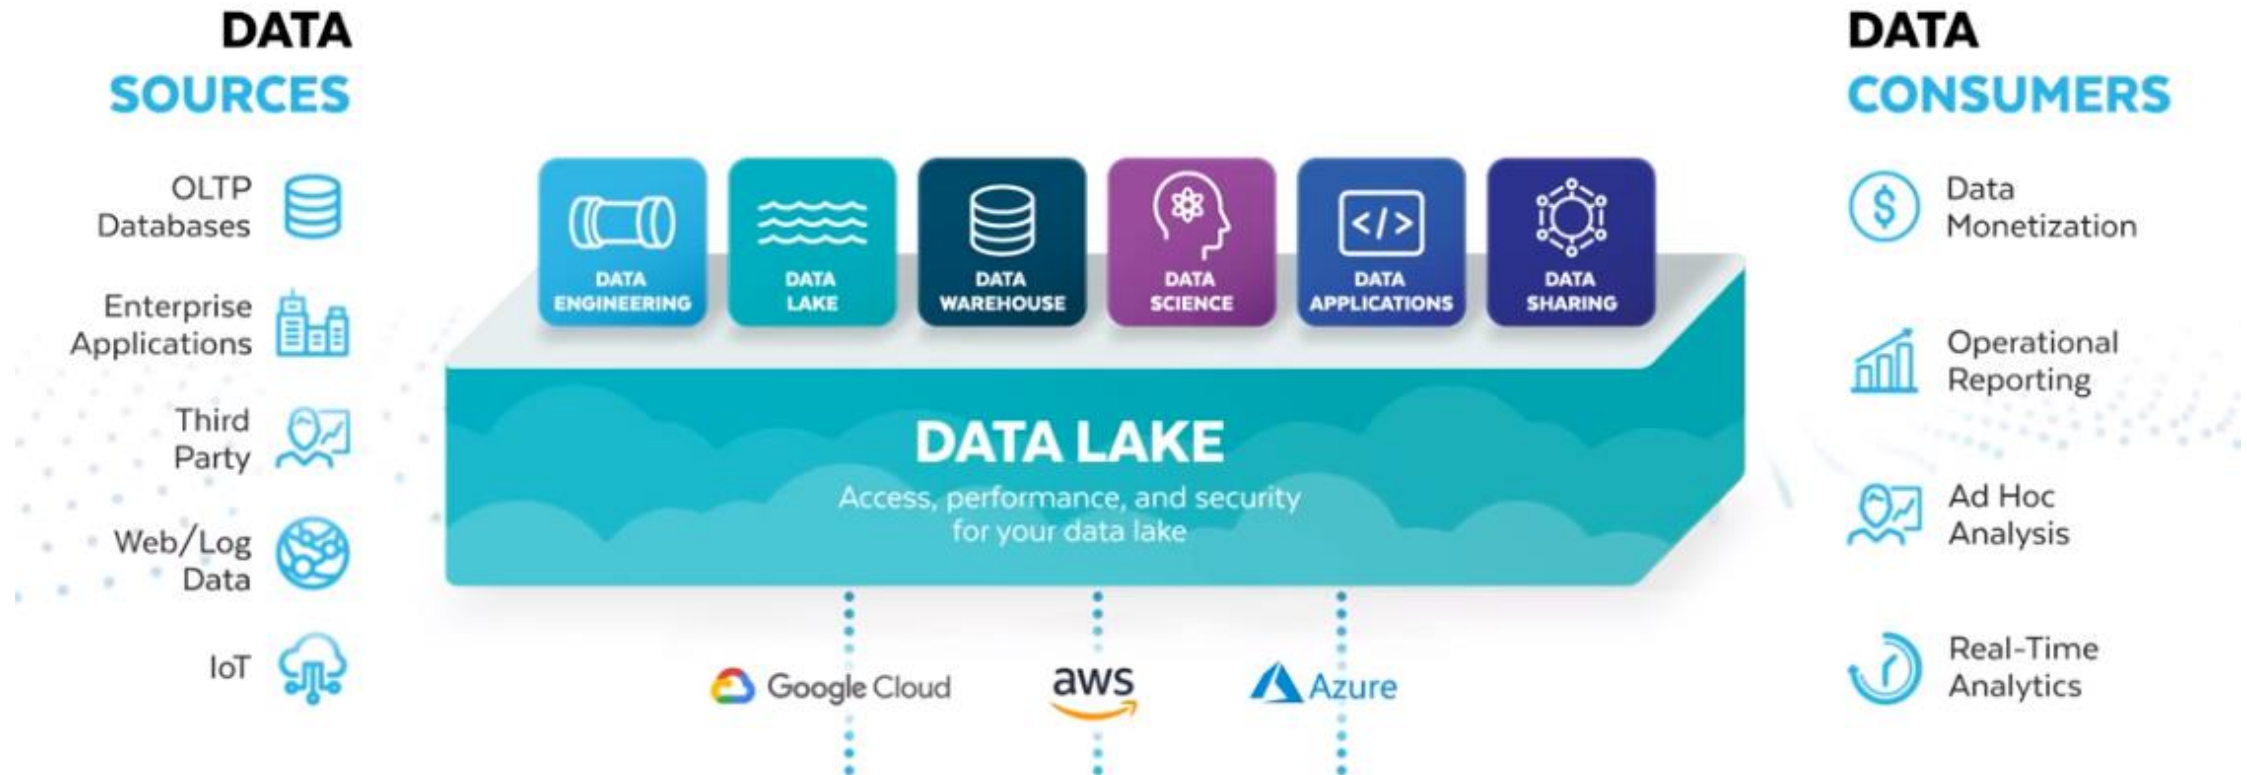 DATA
SOURCES
OLTP
Databases
Enterprise
Applications
Third
Party
Web/Log
Data
IoT
DATA
ENGINEERING
DATA
LAKE
DATA
WAREHOUSE
DATA
SCIENCE
</>
DATA
APPLICATIONS
DATA
SHARING
DATA LAKE
Access, performance, and security
for your data lake
Google Cloud
aws
Azure
DATA
CONSUMERS
$
Data
Monetization
Operational
Reporting
Ad Hoc
Analysis
Real-Time
Analytics